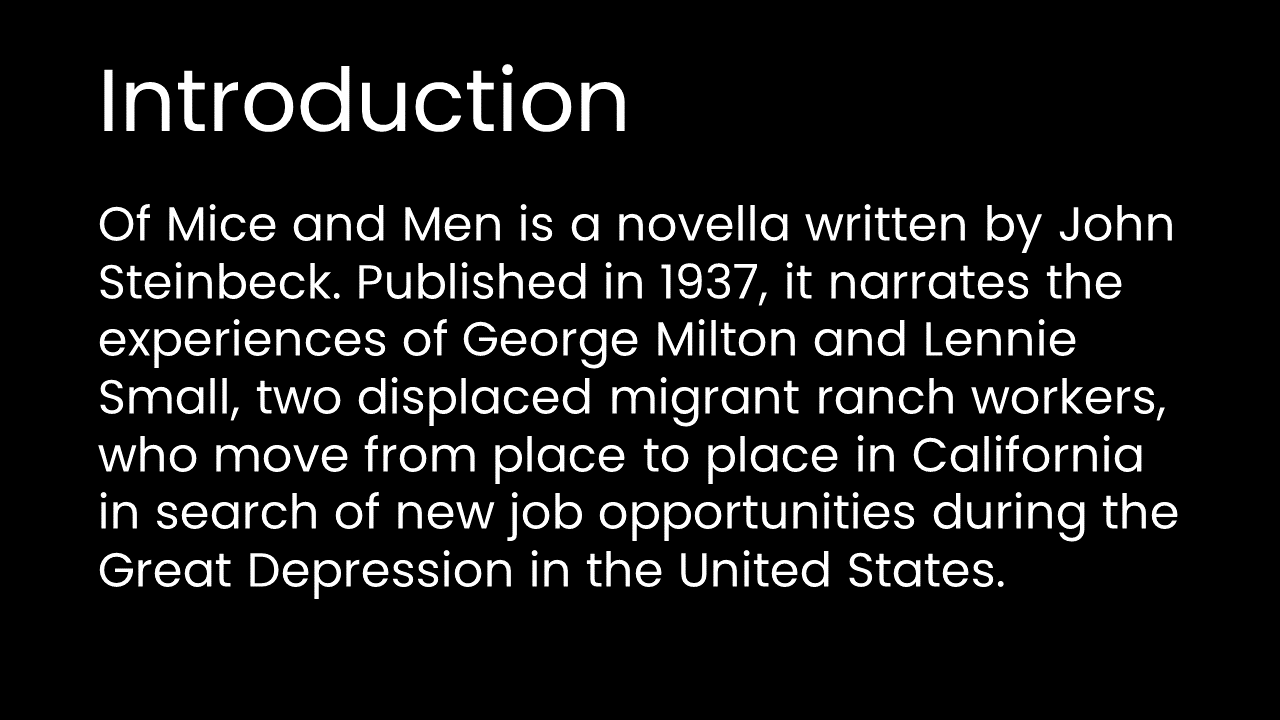 Introduction
Of Mice and Men is a novella written by John
Steinbeck. Published in 1937, it narrates the
experiences of George Milton and Lennie
Small, two displaced migrant ranch workers,
who move from place to place in California
in search of new job opportunities during the
Great Depression in the United States.